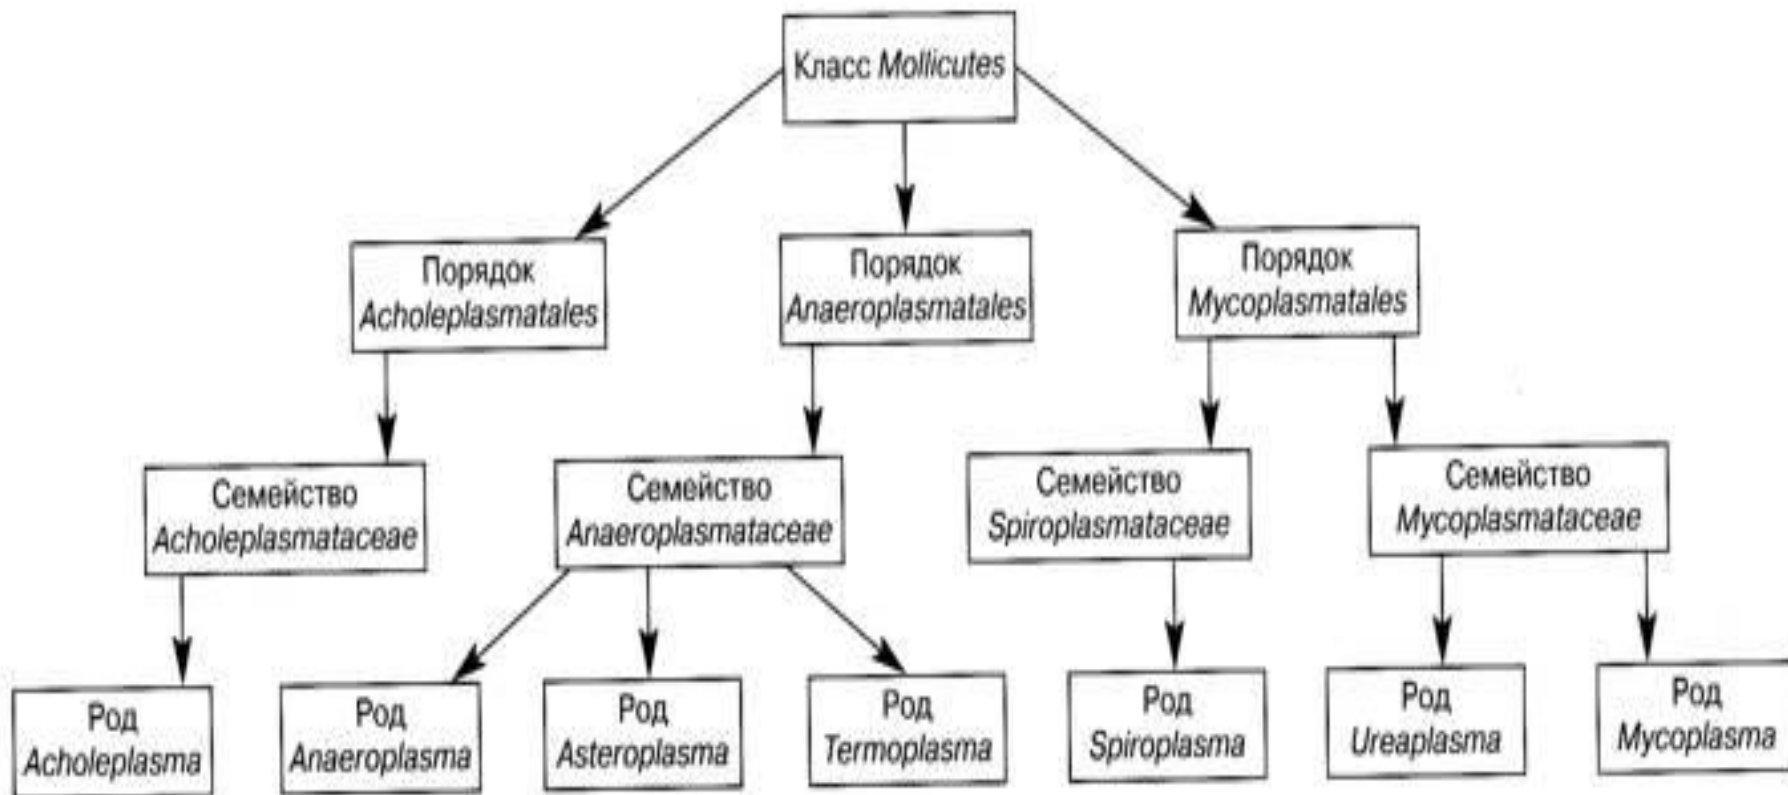 Класс Mollicutes
Порядок
Acholeplasmatales
Порядок
Anaeroplasmatales
Порядок
Mycoplasmatales
Семейство
Acholeplasmataceae
Семейство
Anaeroplasmataceae
Семейство
Spiroplasmataceae
Семейство
Mycoplasmataceae
Род
Acholeplasma
Род
Anaeroplasma
Род
Asteroplasma
Род
Termoplasma
Род
Spiroplasma
Род
Ureaplasma
Род
Mycoplasma